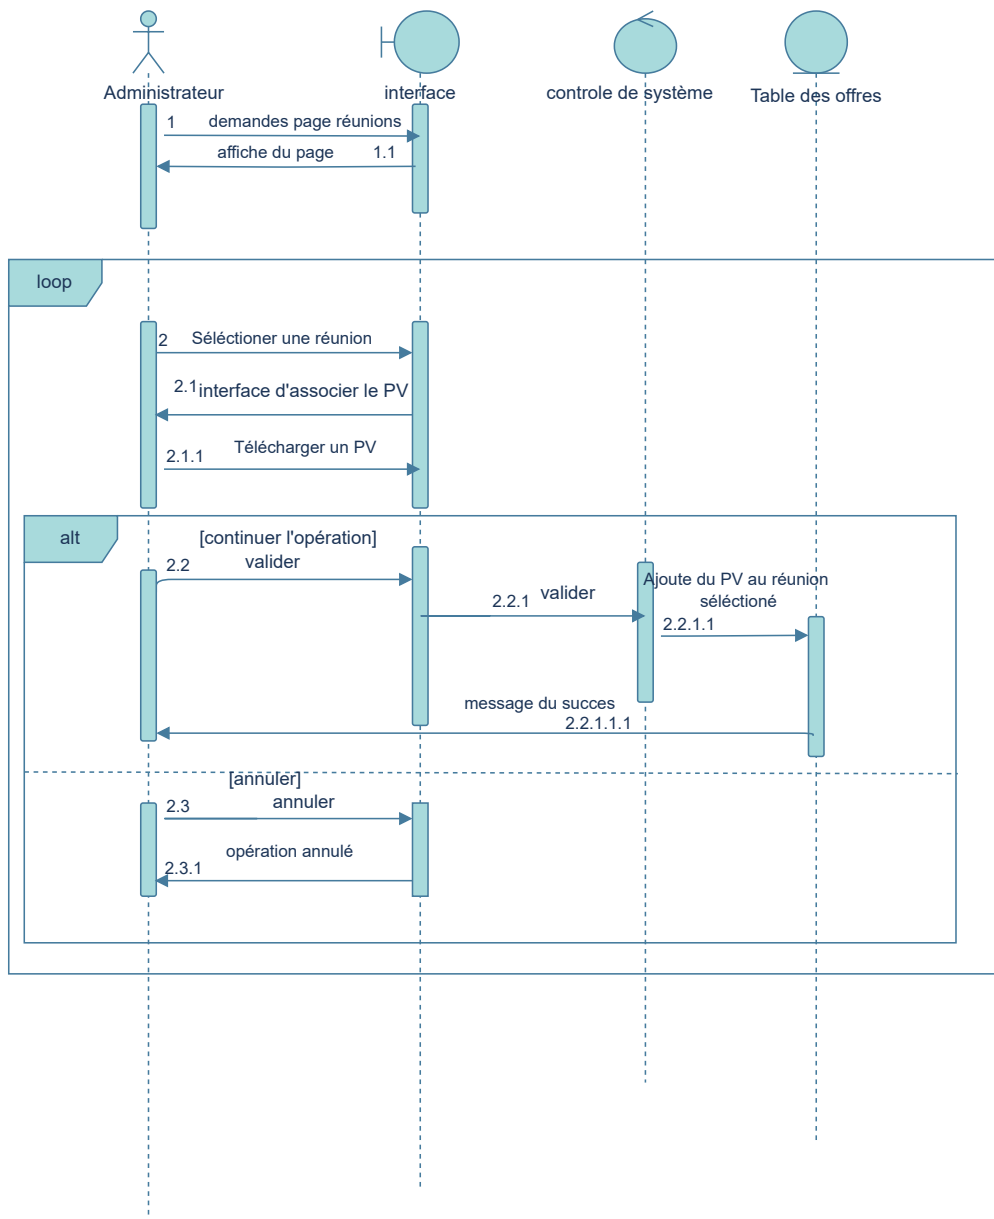 Administrateur
interface
controle de système
Table des offres
1 demandes page réunions
affiche du page 1.1
loop
2 Séléctioner une réunion
2.1 interface d'associer le PV
Télécharger un PV
2.1.1
alt
[continuer l'opération]
2.2 valider
2.2.1 valider
Ajoute du PV au réunion
séléctioné
2.2.1.1
message du succes
2.2.1.1.1
[annuler]
2.3 annuler
opération annulé
2.3.1